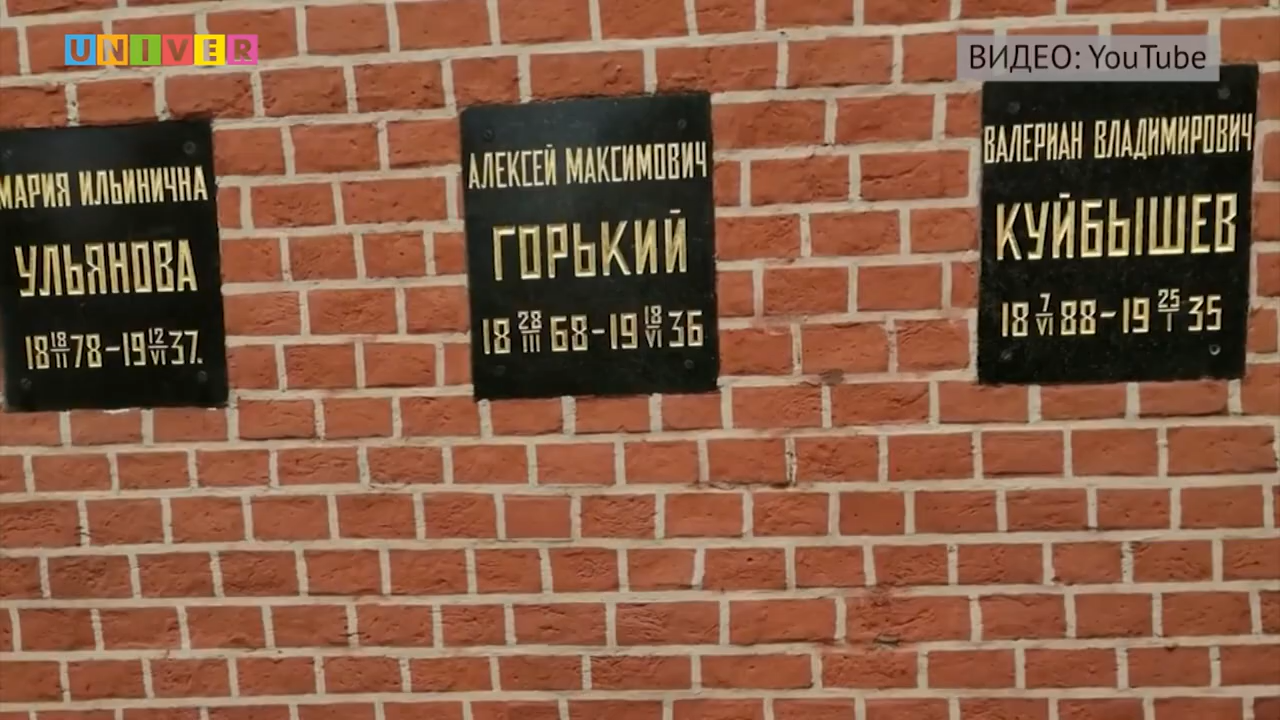 UNIVER
ВИДЕО: YouTube
МАРИЯ ИЛЬИНИЧНА
УЛЬЯНОВА
18 18/II 78–19 12/VI 37.
АЛЕКСЕЙ МАКСИМОВИЧ
ГОРЬКИЙ
18 28/III 68–19 18/VI 36
ВАЛЕРИАН ВЛАДИМИРОВИЧ
КУЙБЫШЕВ
18 7/VI 88–19 25/I 35